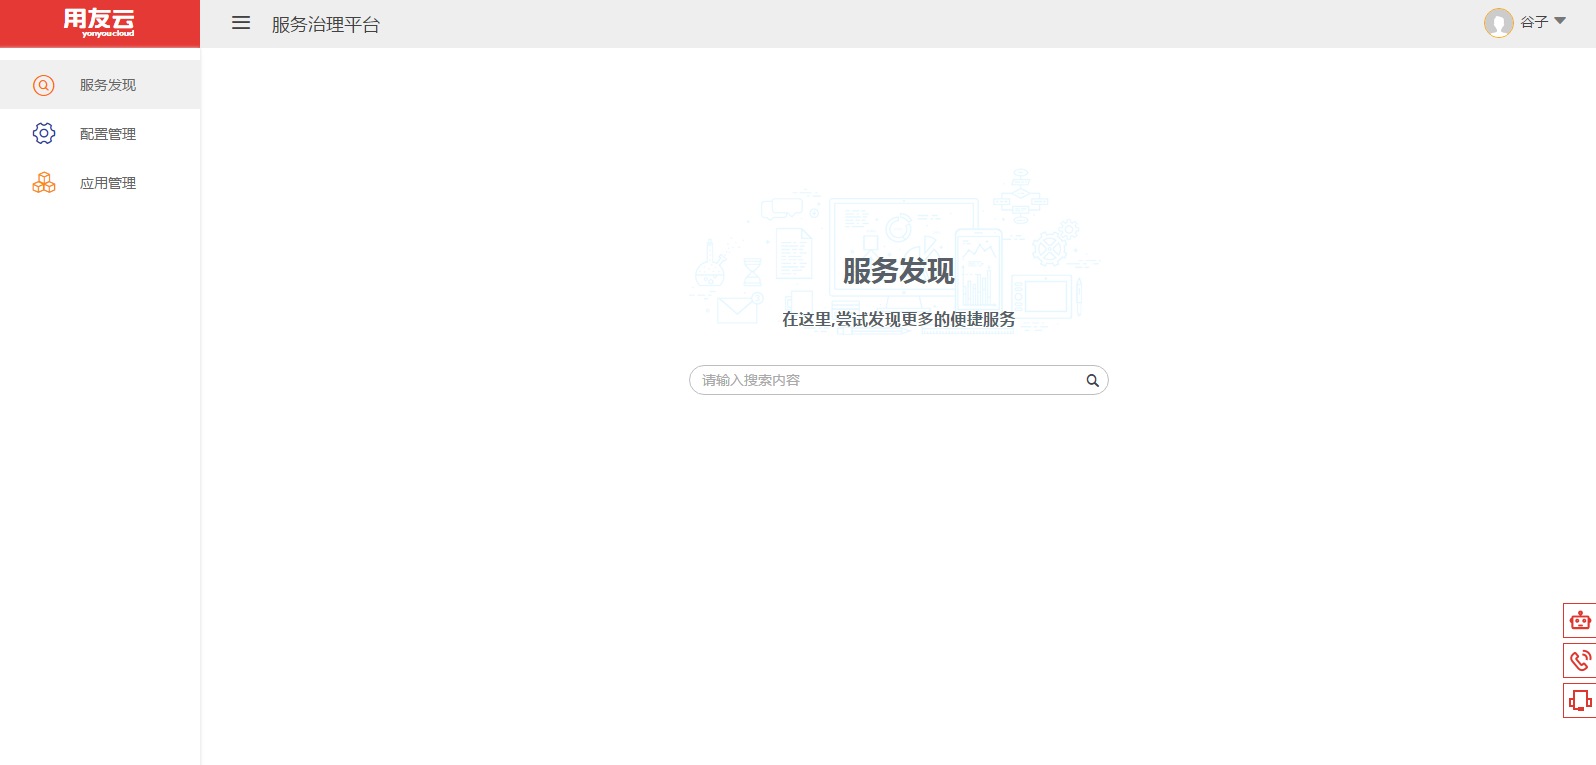 用友云
yonyoucloud
服务治理平台
谷子
服务发现
配置管理
应用管理
服务发现
在这里,尝试发现更多的便捷服务
请输入搜索内容